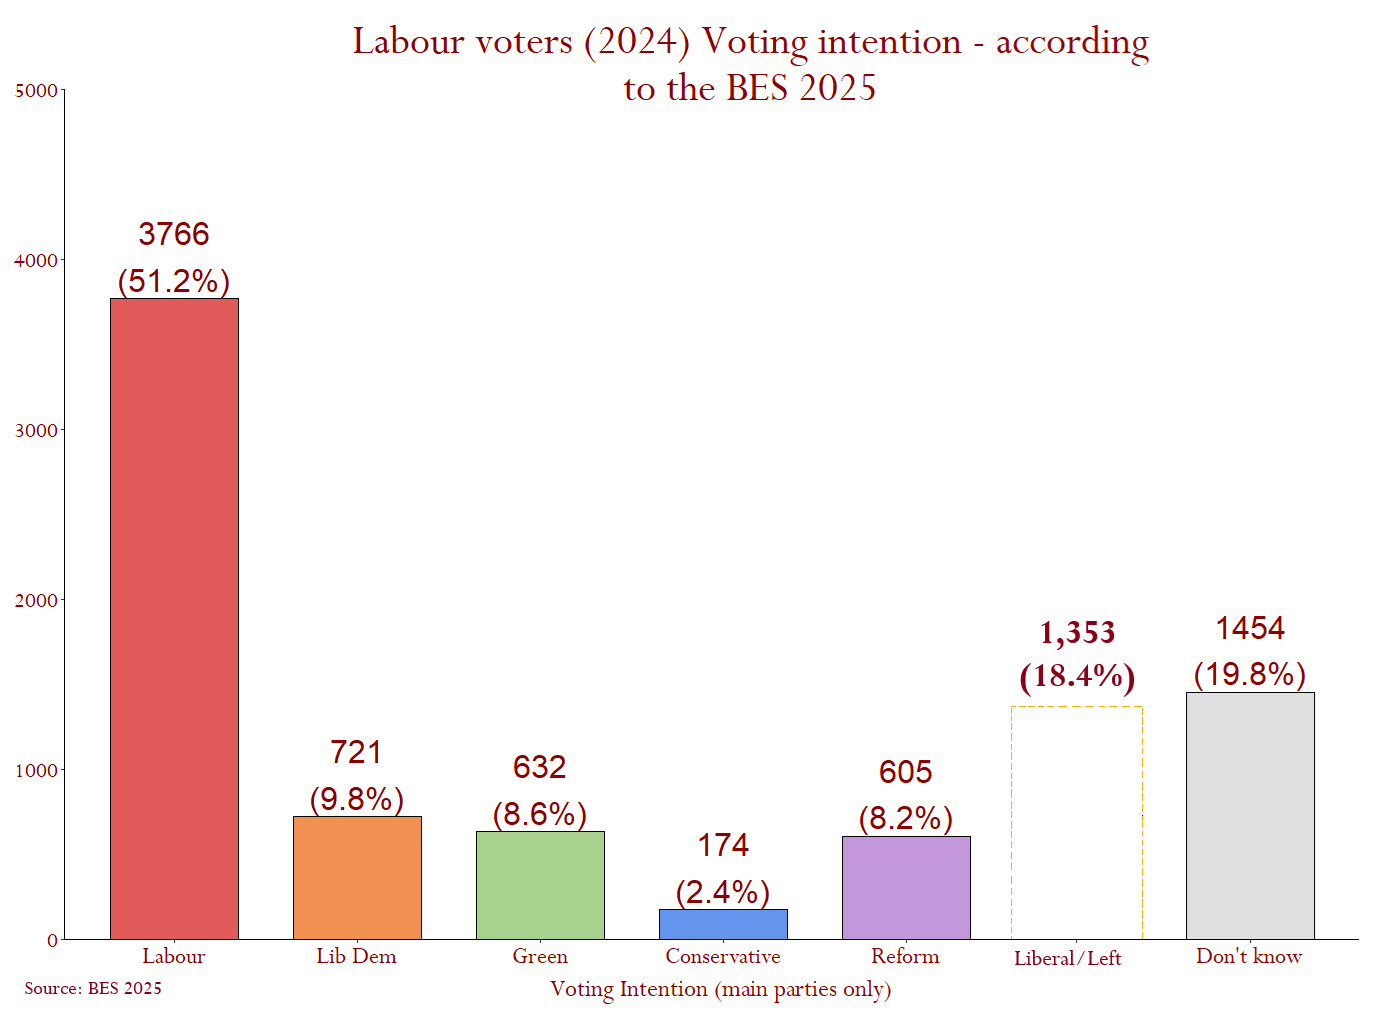 Labour voters (2024) Voting intention - according
to the BES 2025
5000
4000
3000
2000
1000
0
3766
(51.2%)
721
(9.8%)
632
(8.6%)
174
(2.4%)
605
(8.2%)
1,353
(18.4%)
1454
(19.8%)
Labour
Lib Dem
Green
Conservative
Reform
Liberal/Left
Don't know
Source: BES 2025
Voting Intention (main parties only)